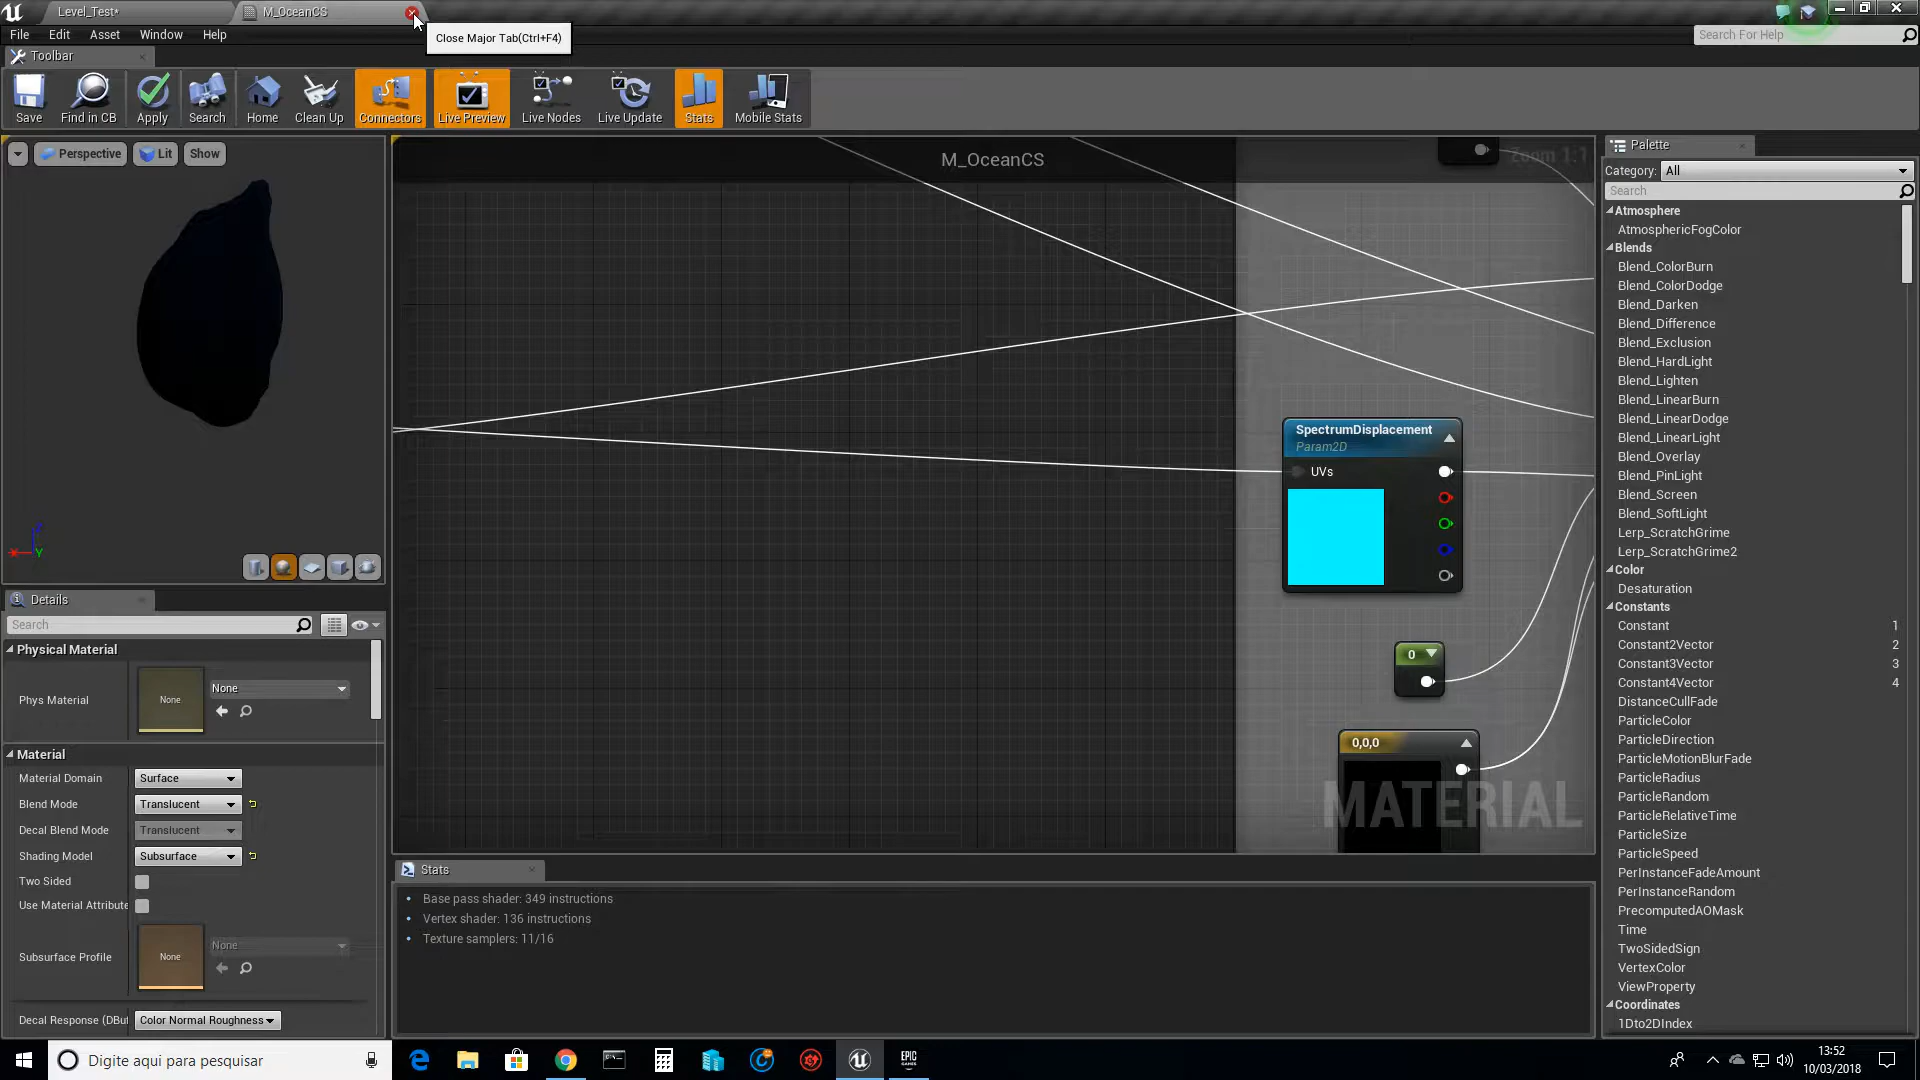 Level_Test*
M_OceanCS
Close Major Tab(Ctrl+F4)
File Edit Asset Window Help
Search For Help
Toolbar
Save Find in CB Apply Search Home Clean Up Connectors Live Preview Live Nodes Live Update Stats Mobile Stats
Perspective Lit Show
M_OceanCS
Zoom 1:1
Palette
Category: All
Search
Atmosphere
AtmosphericFogColor
Blends
Blend_ColorBurn
Blend_ColorDodge
Blend_Darken
Blend_Difference
Blend_Exclusion
Blend_HardLight
Blend_Lighten
Blend_LinearBurn
Blend_LinearDodge
Blend_LinearLight
Blend_Overlay
Blend_PinLight
Blend_Screen
Blend_SoftLight
Lerp_ScratchGrime
Lerp_ScratchGrime2
Color
Desaturation
Constants
Constant 1
Constant2Vector 2
Constant3Vector 3
Constant4Vector 4
DistanceCullFade
ParticleColor
ParticleDirection
ParticleMotionBlurFade
ParticleRadius
ParticleRandom
ParticleRelativeTime
ParticleSize
ParticleSpeed
PerInstanceFadeAmount
PerInstanceRandom
PrecomputedAOMask
Time
TwoSidedSign
VertexColor
ViewProperty
Coordinates
1Dto2DIndex
SpectrumDisplacement
Param2D
UVs
0
0,0,0
MATERIAL
Y
Details
Search
Physical Material
Phys Material None None
Material
Material Domain Surface
Blend Mode Translucent
Decal Blend Mode Translucent
Shading Model Subsurface
Two Sided
Use Material Attribute
Subsurface Profile None None
Decal Response (DBuf Color Normal Roughness
Stats
Base pass shader: 349 instructions
Vertex shader: 136 instructions
Texture samplers: 11/16
Digite aqui para pesquisar
EPIC
GAMES
13:52
10/03/2018